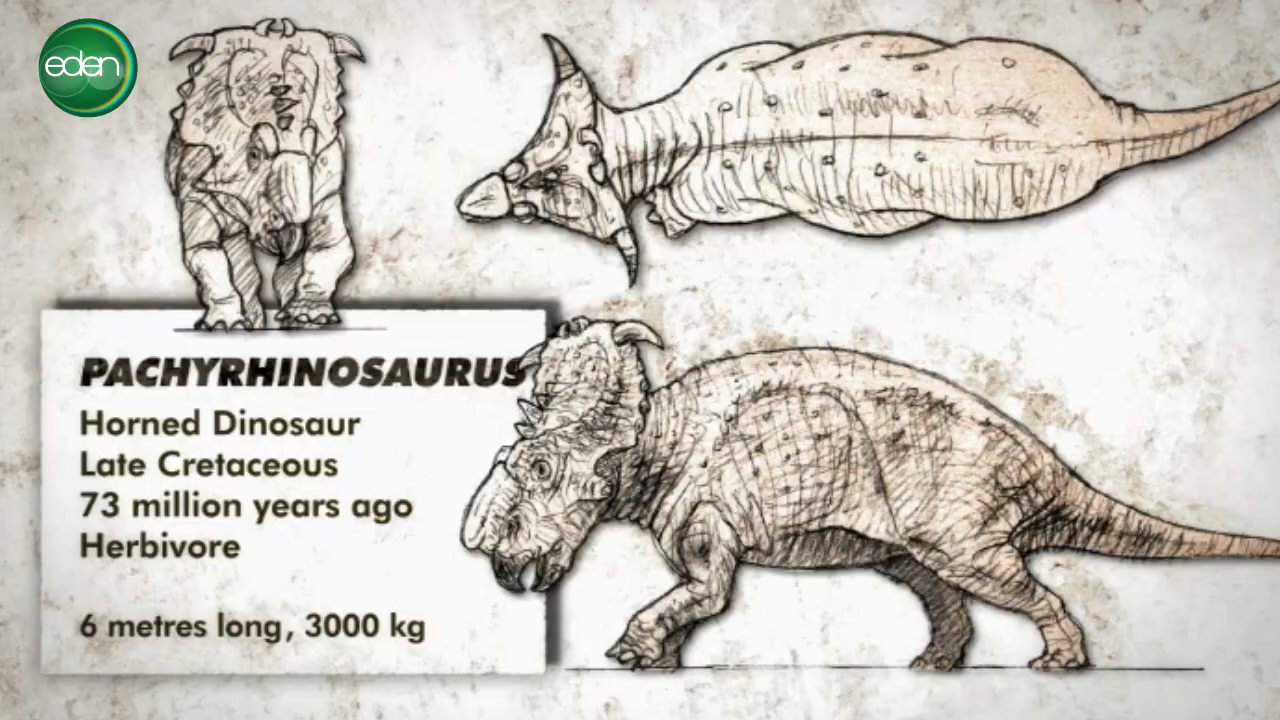 eden
PACHYRHINOSAURUS
Horned Dinosaur
Late Cretaceous
73 million years ago
Herbivore
6 metres long, 3000 kg